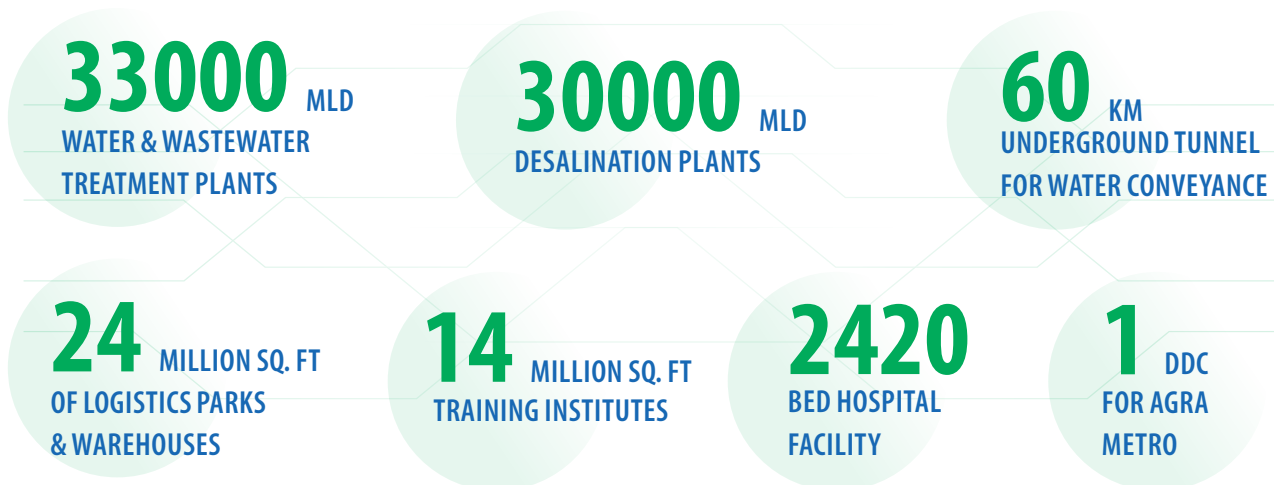 33000 MLD
WATER & WASTEWATER
TREATMENT PLANTS
30000 MLD
DESALINATION PLANTS
60 KM
UNDERGROUND TUNNEL
FOR WATER CONVEYANCE
24 MILLION SQ. FT
OF LOGISTICS PARKS
& WAREHOUSES
14 MILLION SQ. FT
TRAINING INSTITUTES
2420
BED HOSPITAL
FACILITY
1 DDC
FOR AGRA
METRO